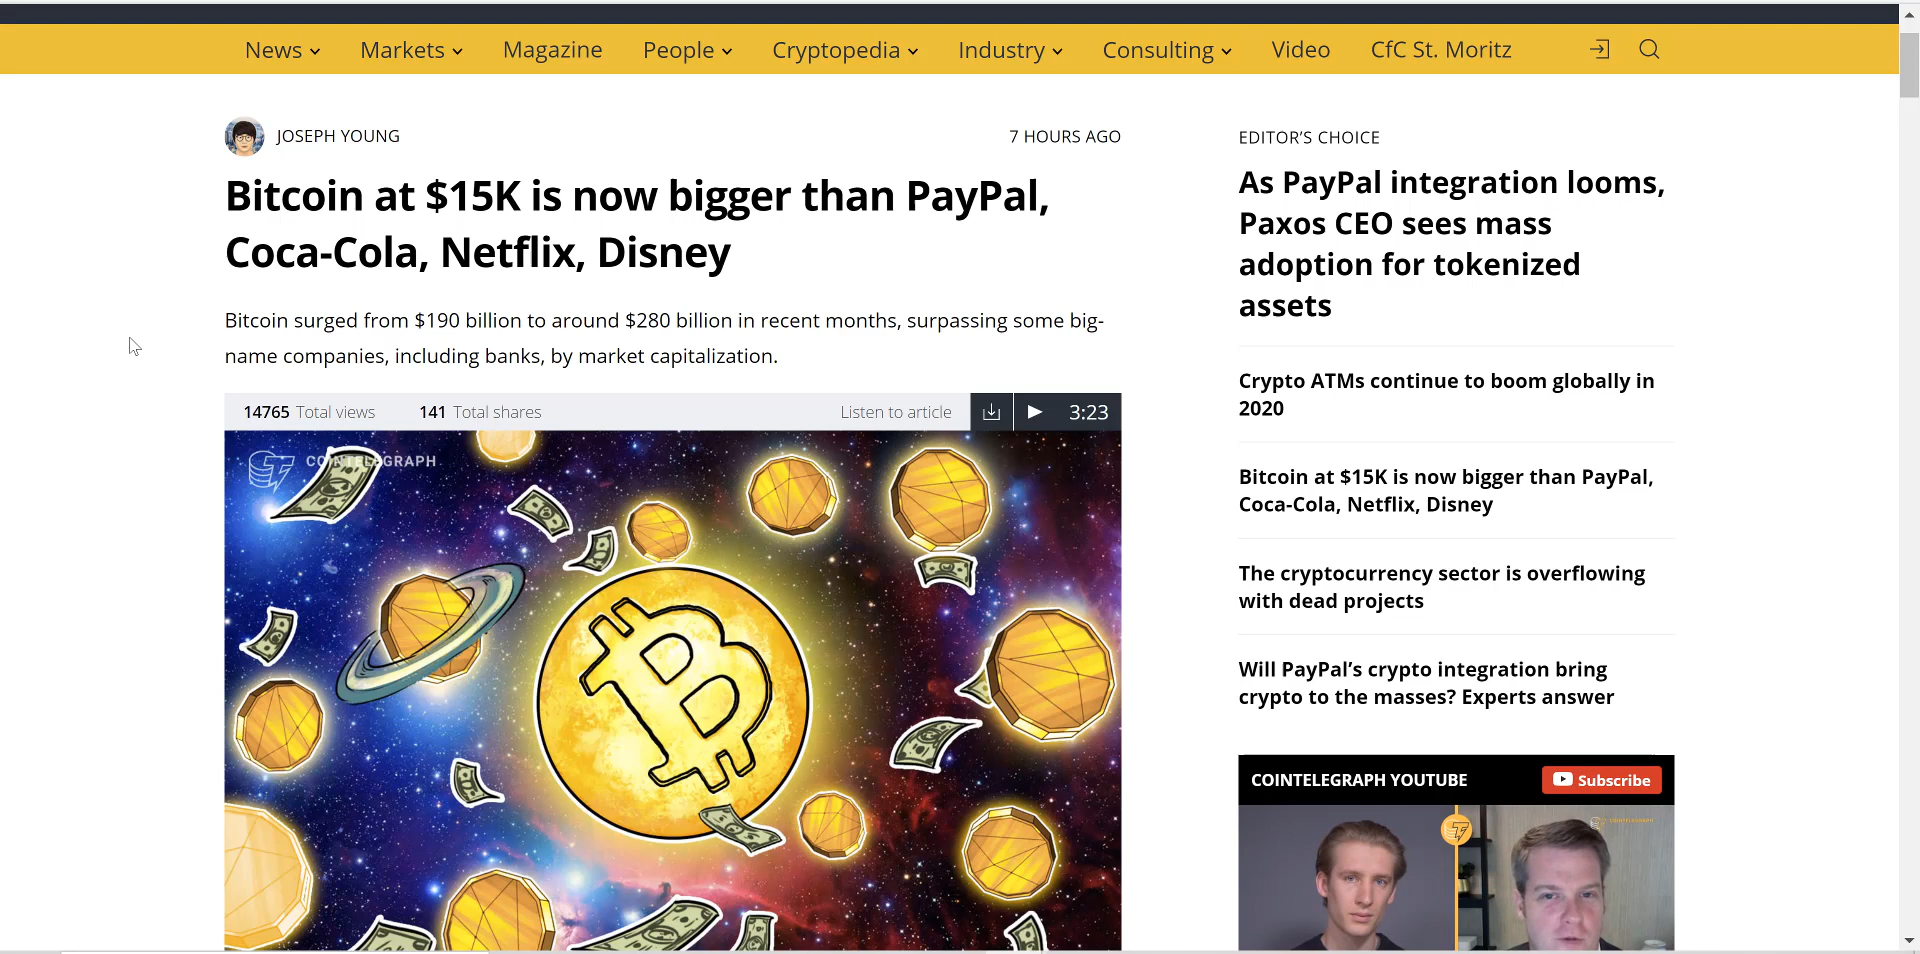 News Markets Magazine People Cryptopedia Industry Consulting Video CfC St. Moritz
JOSEPH YOUNG
7 HOURS AGO
Bitcoin at $15K is now bigger than PayPal,
Coca-Cola, Netflix, Disney
Bitcoin surged from $190 billion to around $280 billion in recent months, surpassing some big-
name companies, including banks, by market capitalization.
14765 Total views 141 Total shares Listen to article 3:23
COINTELEGRAPH
EDITOR'S CHOICE
As PayPal integration looms,
Paxos CEO sees mass
adoption for tokenized
assets
Crypto ATMs continue to boom globally in
2020
Bitcoin at $15K is now bigger than PayPal,
Coca-Cola, Netflix, Disney
The cryptocurrency sector is overflowing
with dead projects
Will PayPal's crypto integration bring
crypto to the masses? Experts answer
COINTELEGRAPH YOUTUBE Subscribe
COINTELEGRAPH